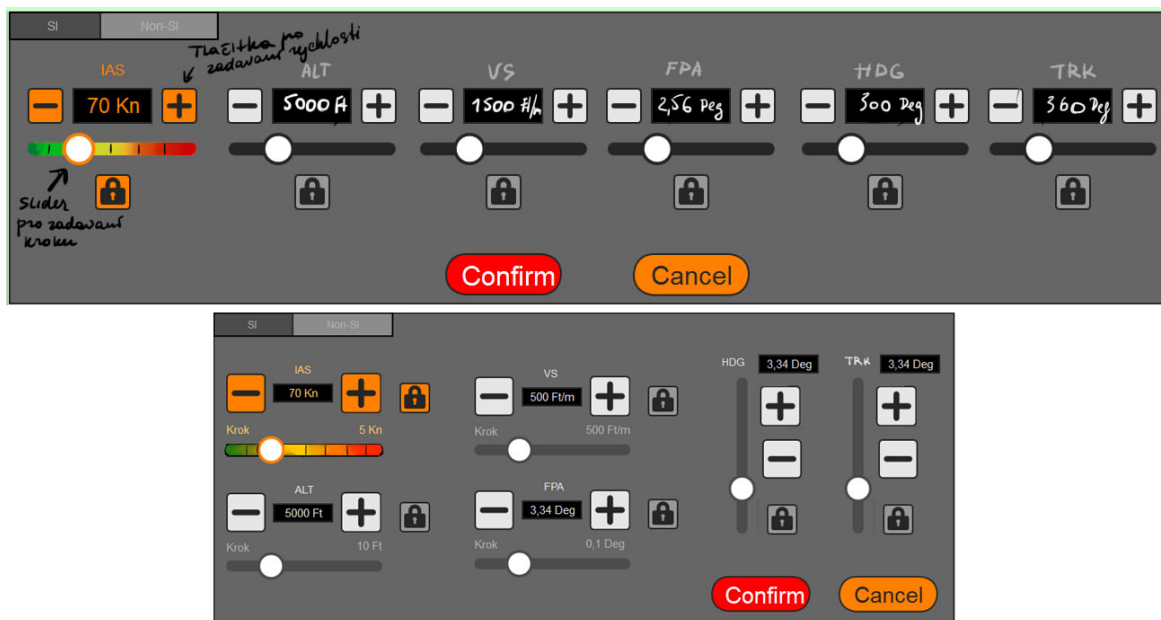 SI Non-SI
Tlačítka pro
zadavaní rychlosti
IAS ALT VS FPA HDG TRK
70 Kn 5000 Ft 1500 Ft/m 2,56 Deg 300 Deg 360 Deg
Slider
pro zadavaní
kroku
Confirm Cancel
SI Non-SI
IAS
70 Kn
Krok 5 Kn
ALT
5000 Ft
Krok 10 Ft
VS
500 Ft/m
Krok 500 Ft/m
FPA
3,34 Deg
Krok 0,1 Deg
HDG 3,34 Deg
TRK 3,34 Deg
Confirm Cancel